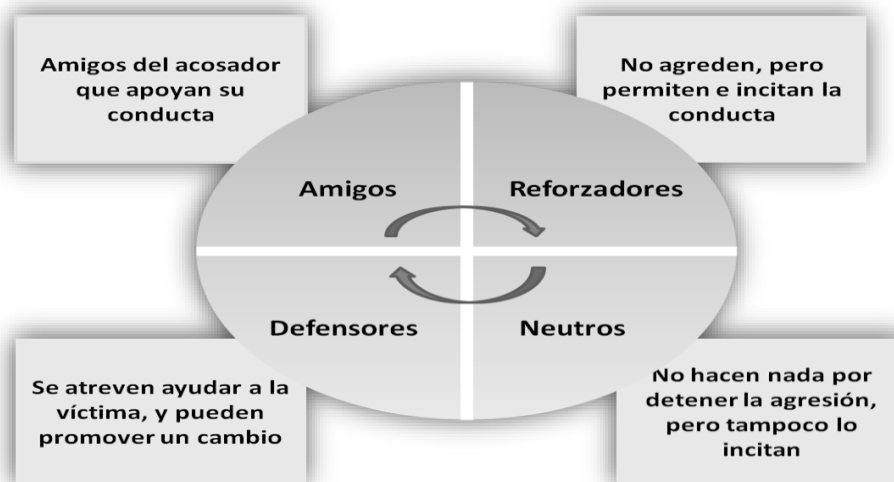 Amigos del acosador
que apoyan su
conducta
No agreden, pero
permiten e incitan la
conducta
Amigos
Reforzadores
Defensores
Neutros
Se atreven ayudar a la
víctima, y pueden
promover un cambio
No hacen nada por
detener la agresión,
pero tampoco lo
incitan